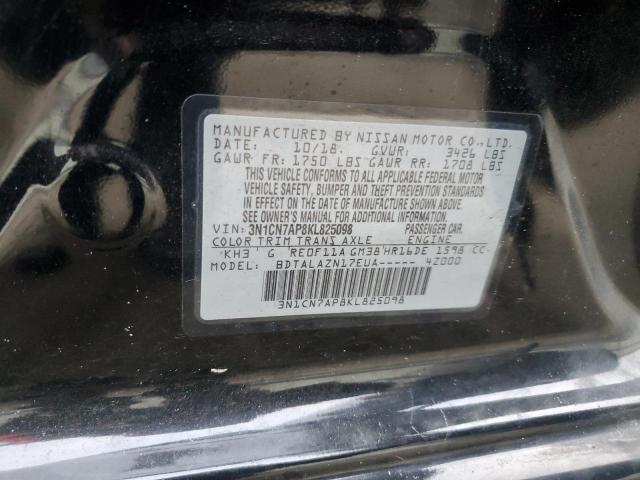 MANUFACTURED BY NISSAN MOTOR CO.,LTD.
DATE: 10/18. GVWR: 3426 LBS
GAWR FR: 1750 LBS GAWR RR: 1708 LBS
THIS VEHICLE CONFORMS TO ALL APPLICABLE FEDERAL MOTOR
VEHICLE SAFETY, BUMPER AND THEFT PREVENTION STANDARDS
IN EFFECT ON THE DATE OF MANUFACTURE SHOWN ABOVE.
SEE OWNER'S MANUAL FOR ADDITIONAL INFORMATION.
VIN: 3N1CN7AP8KL825098 PASSENGER CAR.
COLOR TRIM TRANS AXLE ENGINE
KH3 G RE0F11A GM38 HR16DE 1598 CC
MODEL: BDTALAZN17EUA----- 42000
3N1CN7AP8KL825098